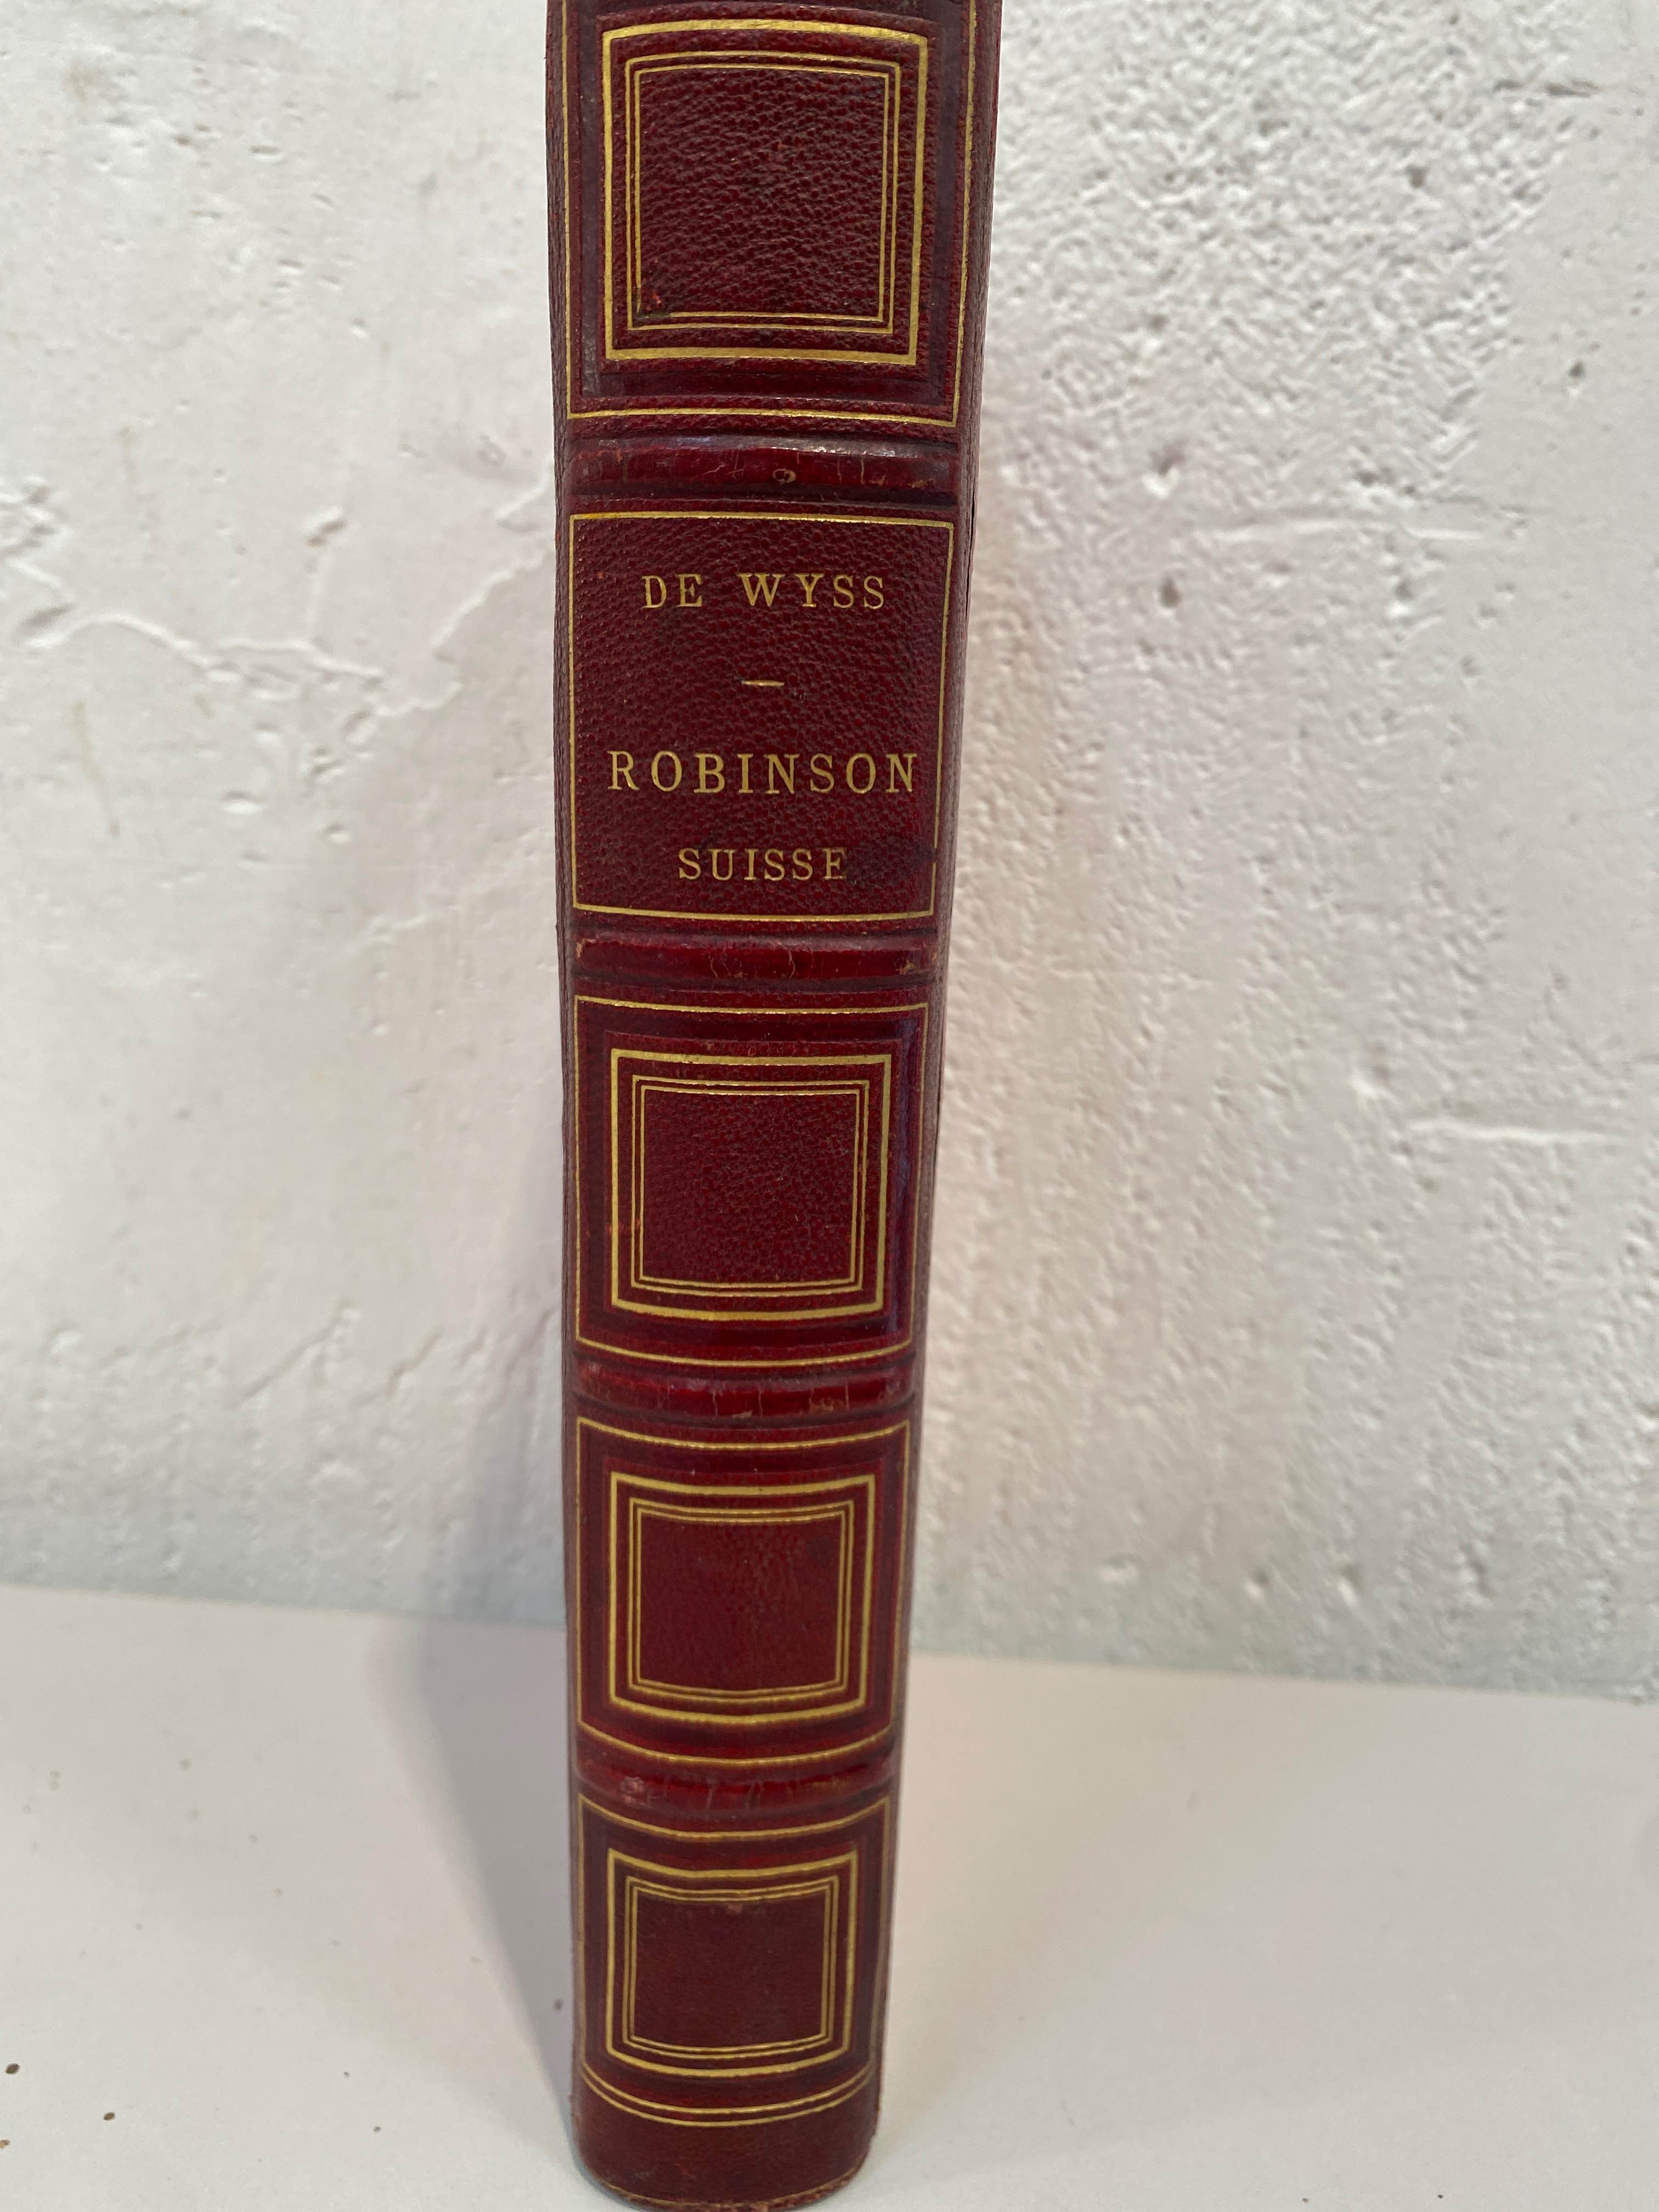 DE WYSS
—
ROBINSON
SUISSE